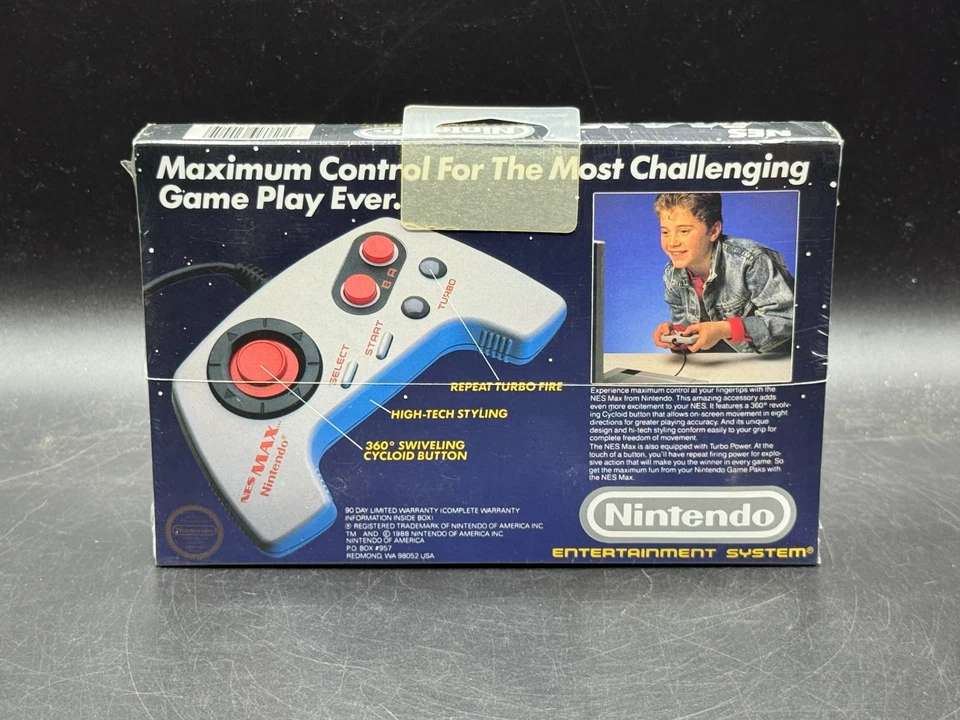 Nintendo
NES
Maximum Control For The Most Challenging
Game Play Ever.
B A
TURBO
START
SELECT
REPEAT TURBO FIRE
HIGH-TECH STYLING
360° SWIVELING
CYCLOID BUTTON
NES MAX™
Nintendo®
Experience maximum control at your fingertips with the
NES Max from Nintendo. This amazing accessory adds
even more excitement to your NES. It features a 360° revolv-
ing Cycloid button that allows on-screen movement in eight
directions for greater playing accuracy. And its unique
design and hi-tech styling conform easily to your grip for
complete freedom of movement.
The NES Max is also equipped with Turbo Power. At the
touch of a button, you'll have repeat firing power for explo-
sive action that will make you the winner in every game. So
get the maximum fun from your Nintendo Game Paks with
the NES Max.
90 DAY LIMITED WARRANTY (COMPLETE WARRANTY
INFORMATION INSIDE BOX)
® REGISTERED TRADEMARK OF NINTENDO OF AMERICA INC.
TM AND © 1988 NINTENDO OF AMERICA INC.
NINTENDO OF AMERICA
P.O. BOX #957
REDMOND, WA 98052 USA
Nintendo
ENTERTAINMENT SYSTEM®